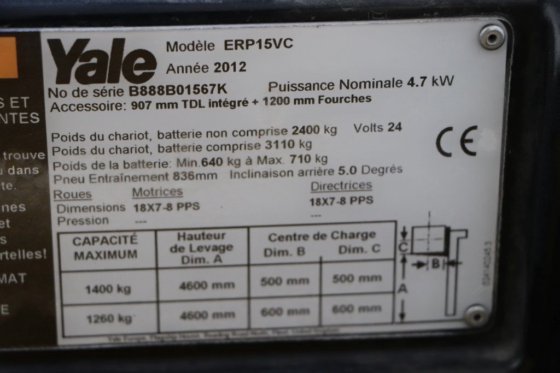 Yale
Modèle ERP15VC
Année 2012
No de série B888B01567K Puissance Nominale 4.7 kW
Accessoire: 907 mm TDL intégré + 1200 mm Fourches
Poids du chariot, batterie non comprise 2400 kg Volts 24
Poids du chariot, batterie comprise 3110 kg
Poids de la batterie: Min.640 kg à Max. 710 kg
Pneu Entraînement 836mm Inclinaison arrière 5.0 Degrés
Roues Motrices Directrices
Dimensions 18X7-8 PPS 18X7-8 PPS
Pression --- ---
CAPACITÉ MAXIMUM
Hauteur de Levage Dim. A
Centre de Charge
Dim. B Dim. C
1400 kg 4600 mm 500 mm 500 mm
1260 kg 4600 mm 600 mm 600 mm
CE
C
B
A
S ET
NTES
trouve
u dans
te.
nes
et
rtelles!
MAT
E